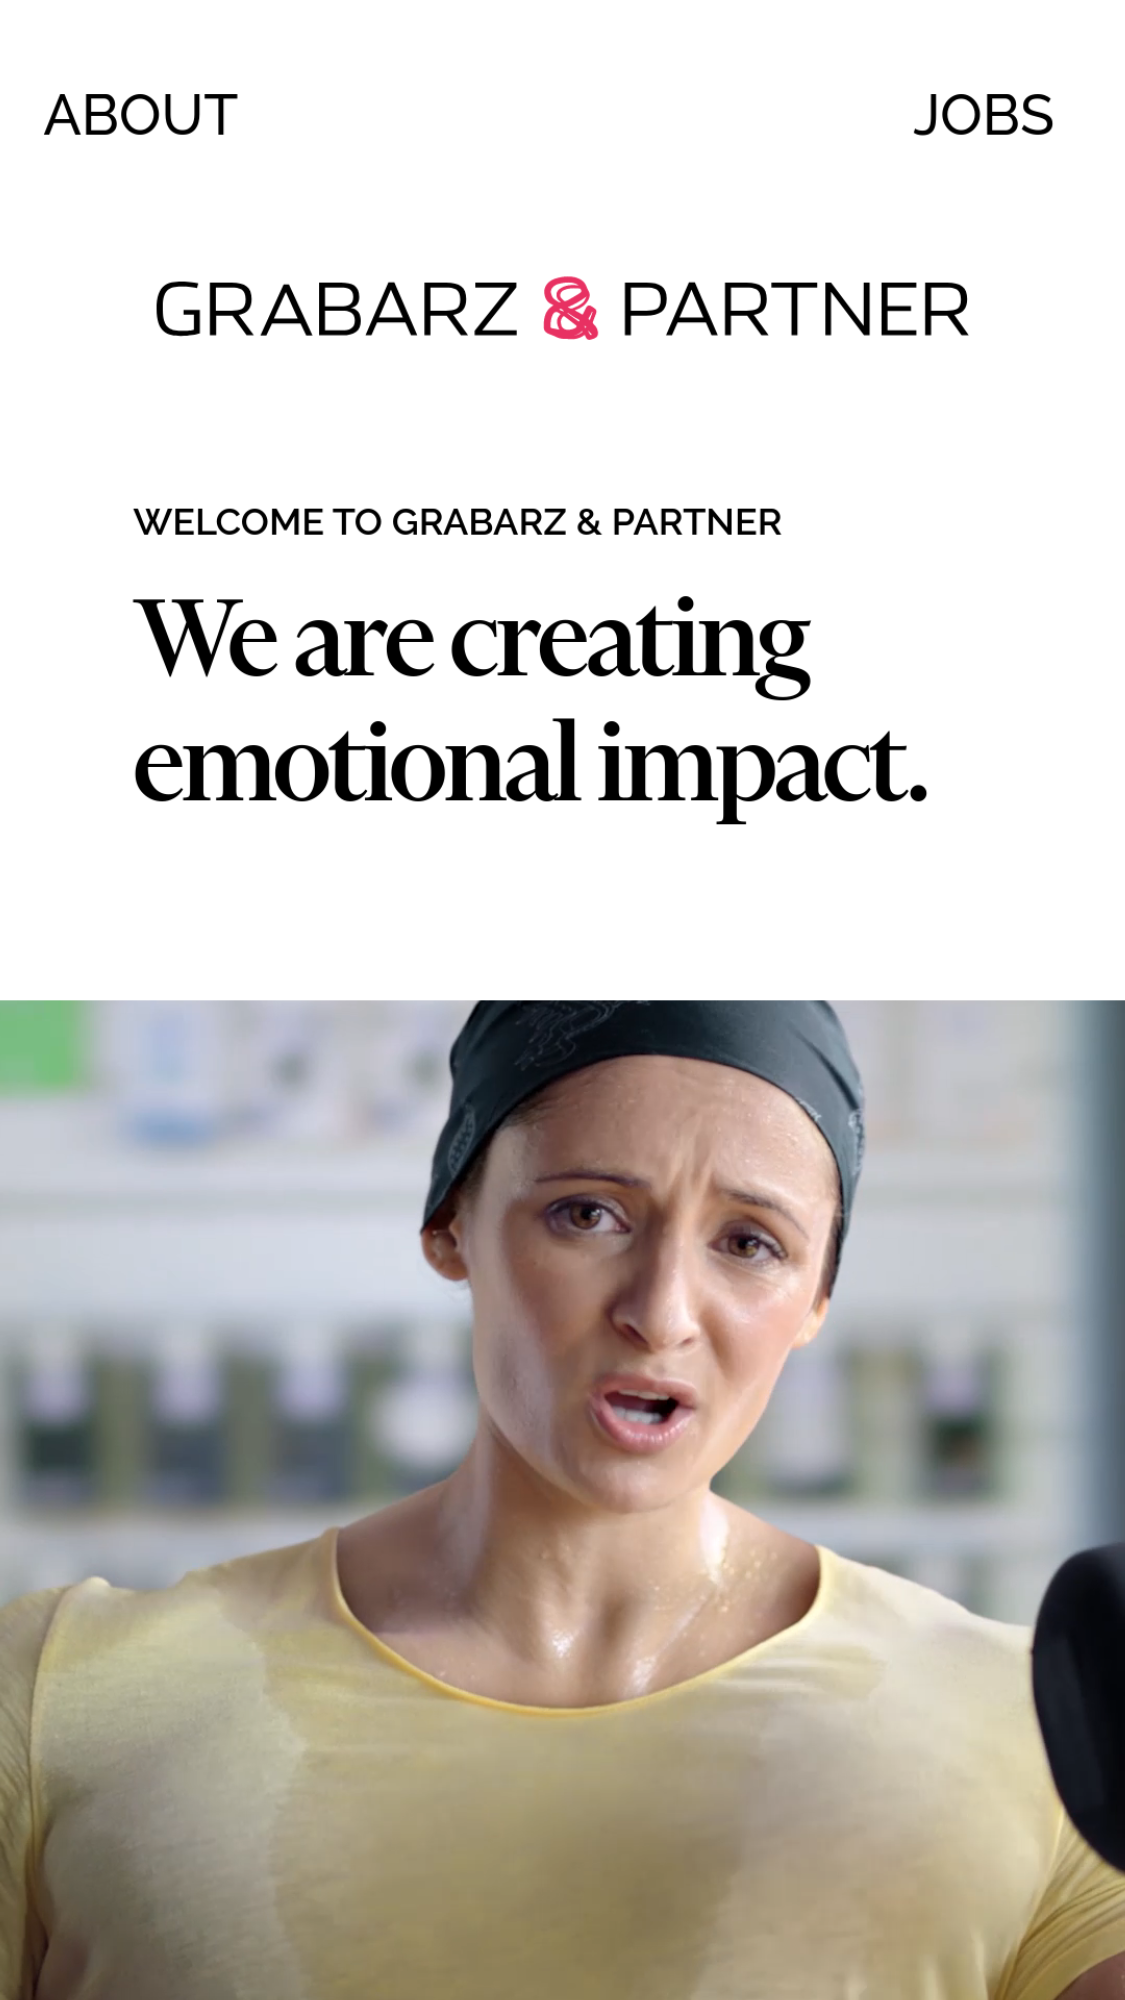 ABOUT
JOBS
GRABARZ & PARTNER
WELCOME TO GRABARZ & PARTNER
We are creating
emotional impact.